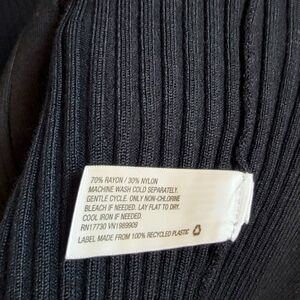 70% RAYON / 30% NYLON
MACHINE WASH COLD SEPARATELY.
GENTLE CYCLE. ONLY NON-CHLORINE
BLEACH IF NEEDED. LAY FLAT TO DRY.
COOL IRON IF NEEDED.
RN17730 VN1989909
LABEL MADE FROM 100% RECYCLED PLASTIC